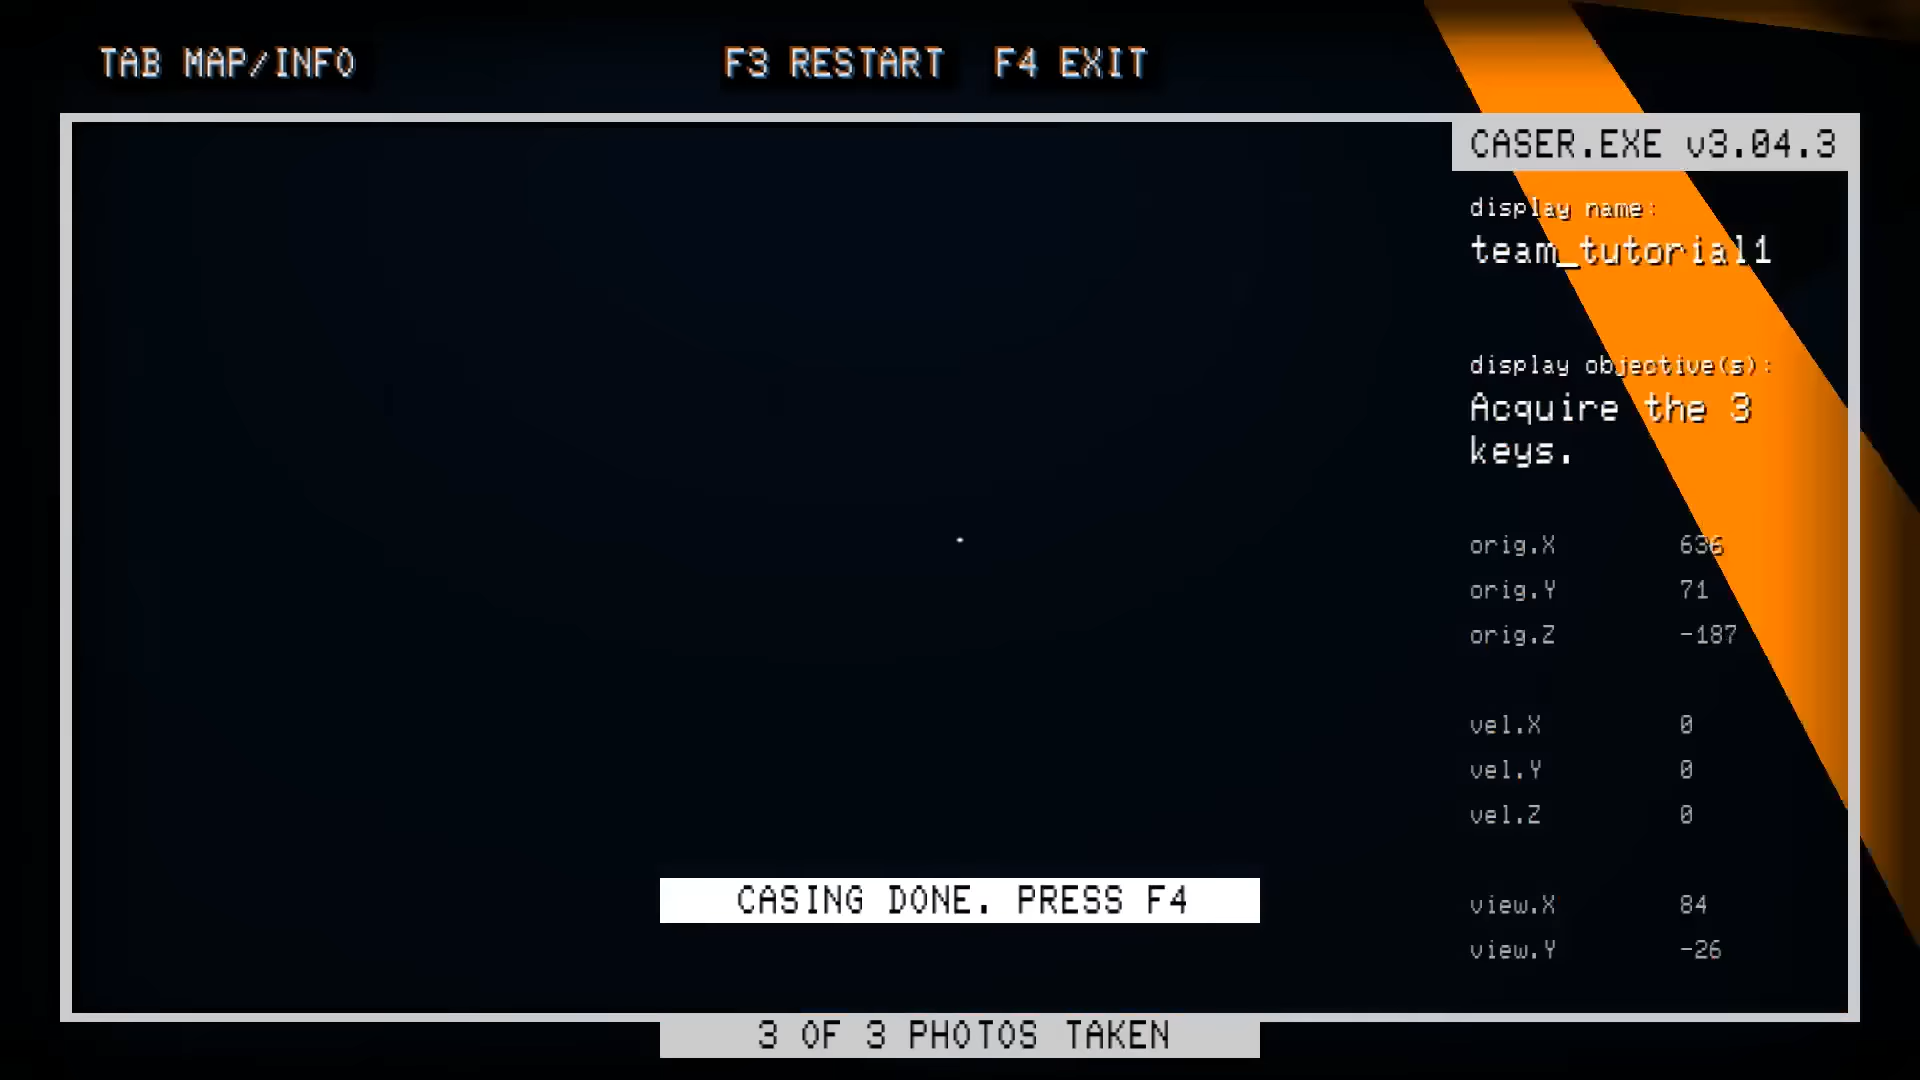 TAB MAP/INFO
F3 RESTART F4 EXIT
CASER.EXE v3.04.3
display name:
team_tutorial1
display objective(s):
Acquire the 3
keys.
orig.X 636
orig.Y 71
orig.Z -187
vel.X 0
vel.Y 0
vel.Z 0
view.X 84
view.Y -26
CASING DONE. PRESS F4
3 OF 3 PHOTOS TAKEN